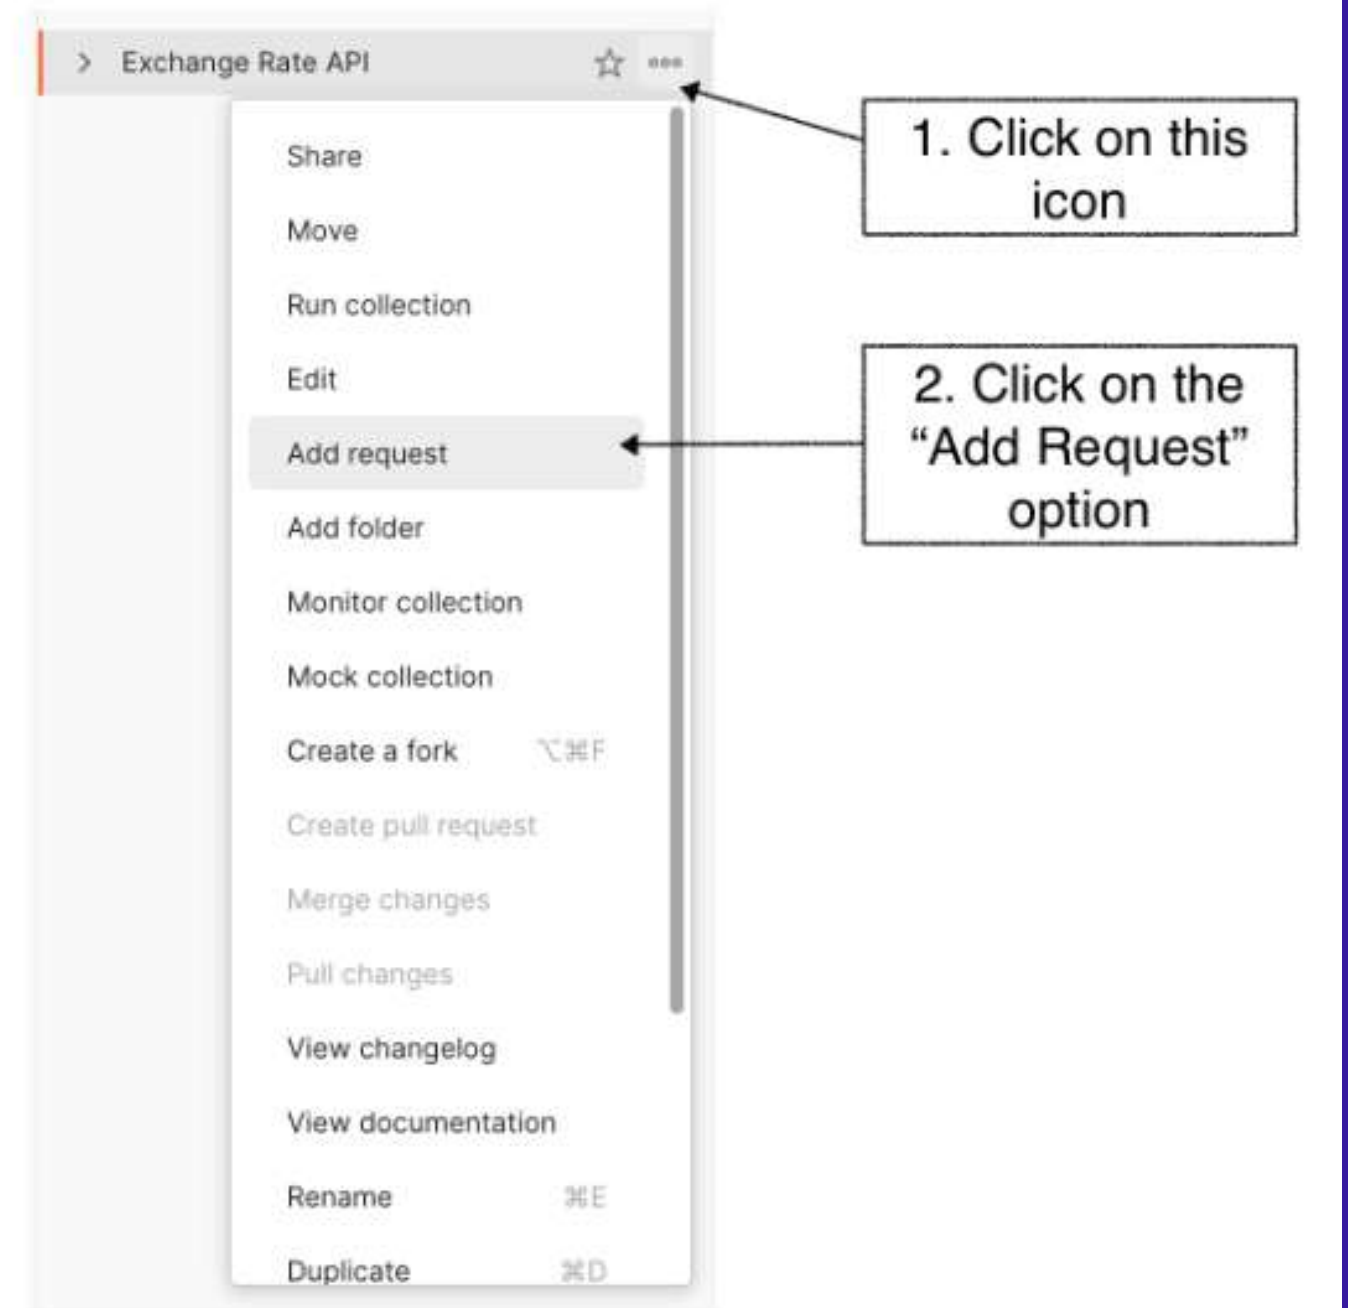 Exchange Rate API
1. Click on this
icon
Share
Move
Run collection
Edit
2. Click on the
“Add Request”
option
Add request
Add folder
Monitor collection
Mock collection
Create a fork ⌥⌘F
Create pull request
Merge changes
Pull changes
View changelog
View documentation
Rename ⌘E
Duplicate ⌘D